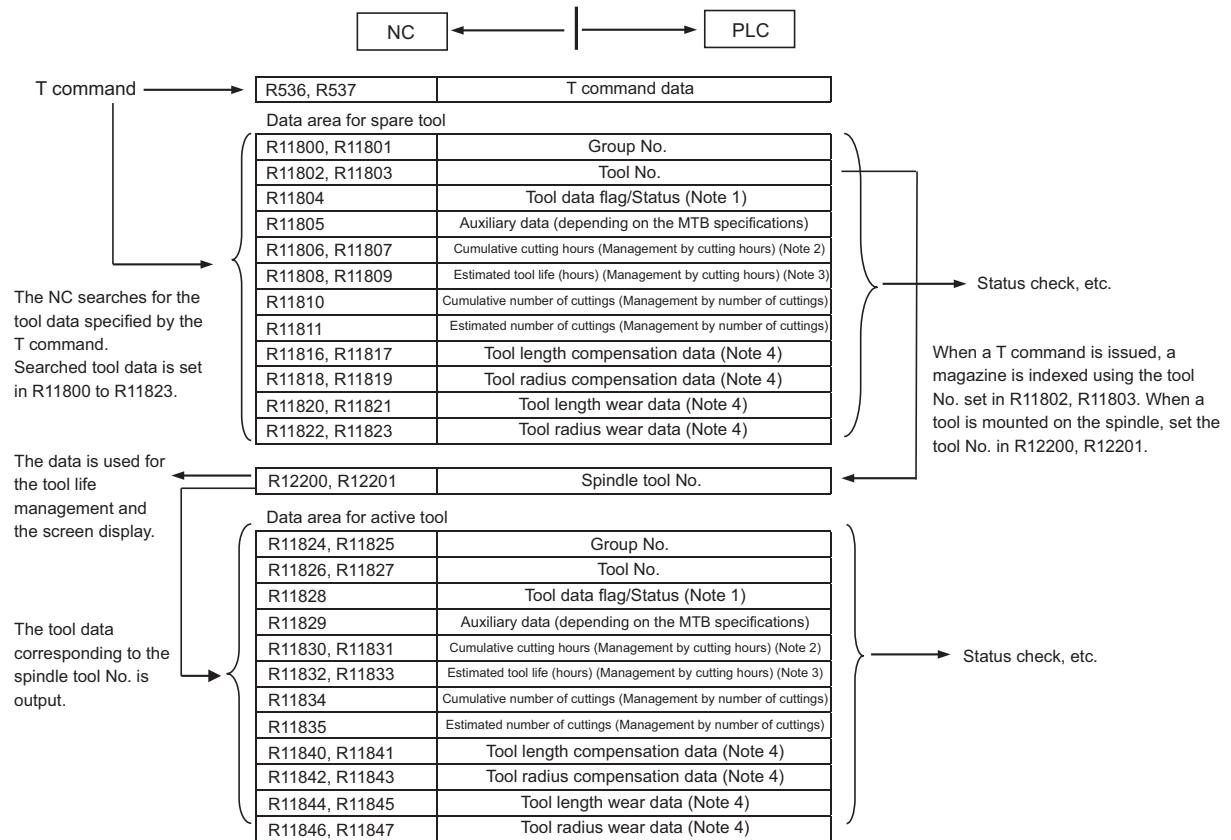 NC
PLC
T command
R536, R537 T command data
Data area for spare tool
R11800, R11801 Group No.
R11802, R11803 Tool No.
R11804 Tool data flag/Status (Note 1)
R11805 Auxiliary data (depending on the MTB specifications)
R11806, R11807 Cumulative cutting hours (Management by cutting hours) (Note 2)
R11808, R11809 Estimated tool life (hours) (Management by cutting hours) (Note 3)
R11810 Cumulative number of cuttings (Management by number of cuttings)
R11811 Estimated number of cuttings (Management by number of cuttings)
R11816, R11817 Tool length compensation data (Note 4)
R11818, R11819 Tool radius compensation data (Note 4)
R11820, R11821 Tool length wear data (Note 4)
R11822, R11823 Tool radius wear data (Note 4)
The NC searches for the
tool data specified by the
T command.
Searched tool data is set
in R11800 to R11823.
Status check, etc.
When a T command is issued, a
magazine is indexed using the tool
No. set in R11802, R11803. When a
tool is mounted on the spindle, set the
tool No. in R12200, R12201.
The data is used for
the tool life
management and
the screen display.
R12200, R12201 Spindle tool No.
Data area for active tool
R11824, R11825 Group No.
R11826, R11827 Tool No.
R11828 Tool data flag/Status (Note 1)
R11829 Auxiliary data (depending on the MTB specifications)
R11830, R11831 Cumulative cutting hours (Management by cutting hours) (Note 2)
R11832, R11833 Estimated tool life (hours) (Management by cutting hours) (Note 3)
R11834 Cumulative number of cuttings (Management by number of cuttings)
R11835 Estimated number of cuttings (Management by number of cuttings)
R11840, R11841 Tool length compensation data (Note 4)
R11842, R11843 Tool radius compensation data (Note 4)
R11844, R11845 Tool length wear data (Note 4)
R11846, R11847 Tool radius wear data (Note 4)
The tool data
corresponding to the
spindle tool No. is
output.
Status check, etc.